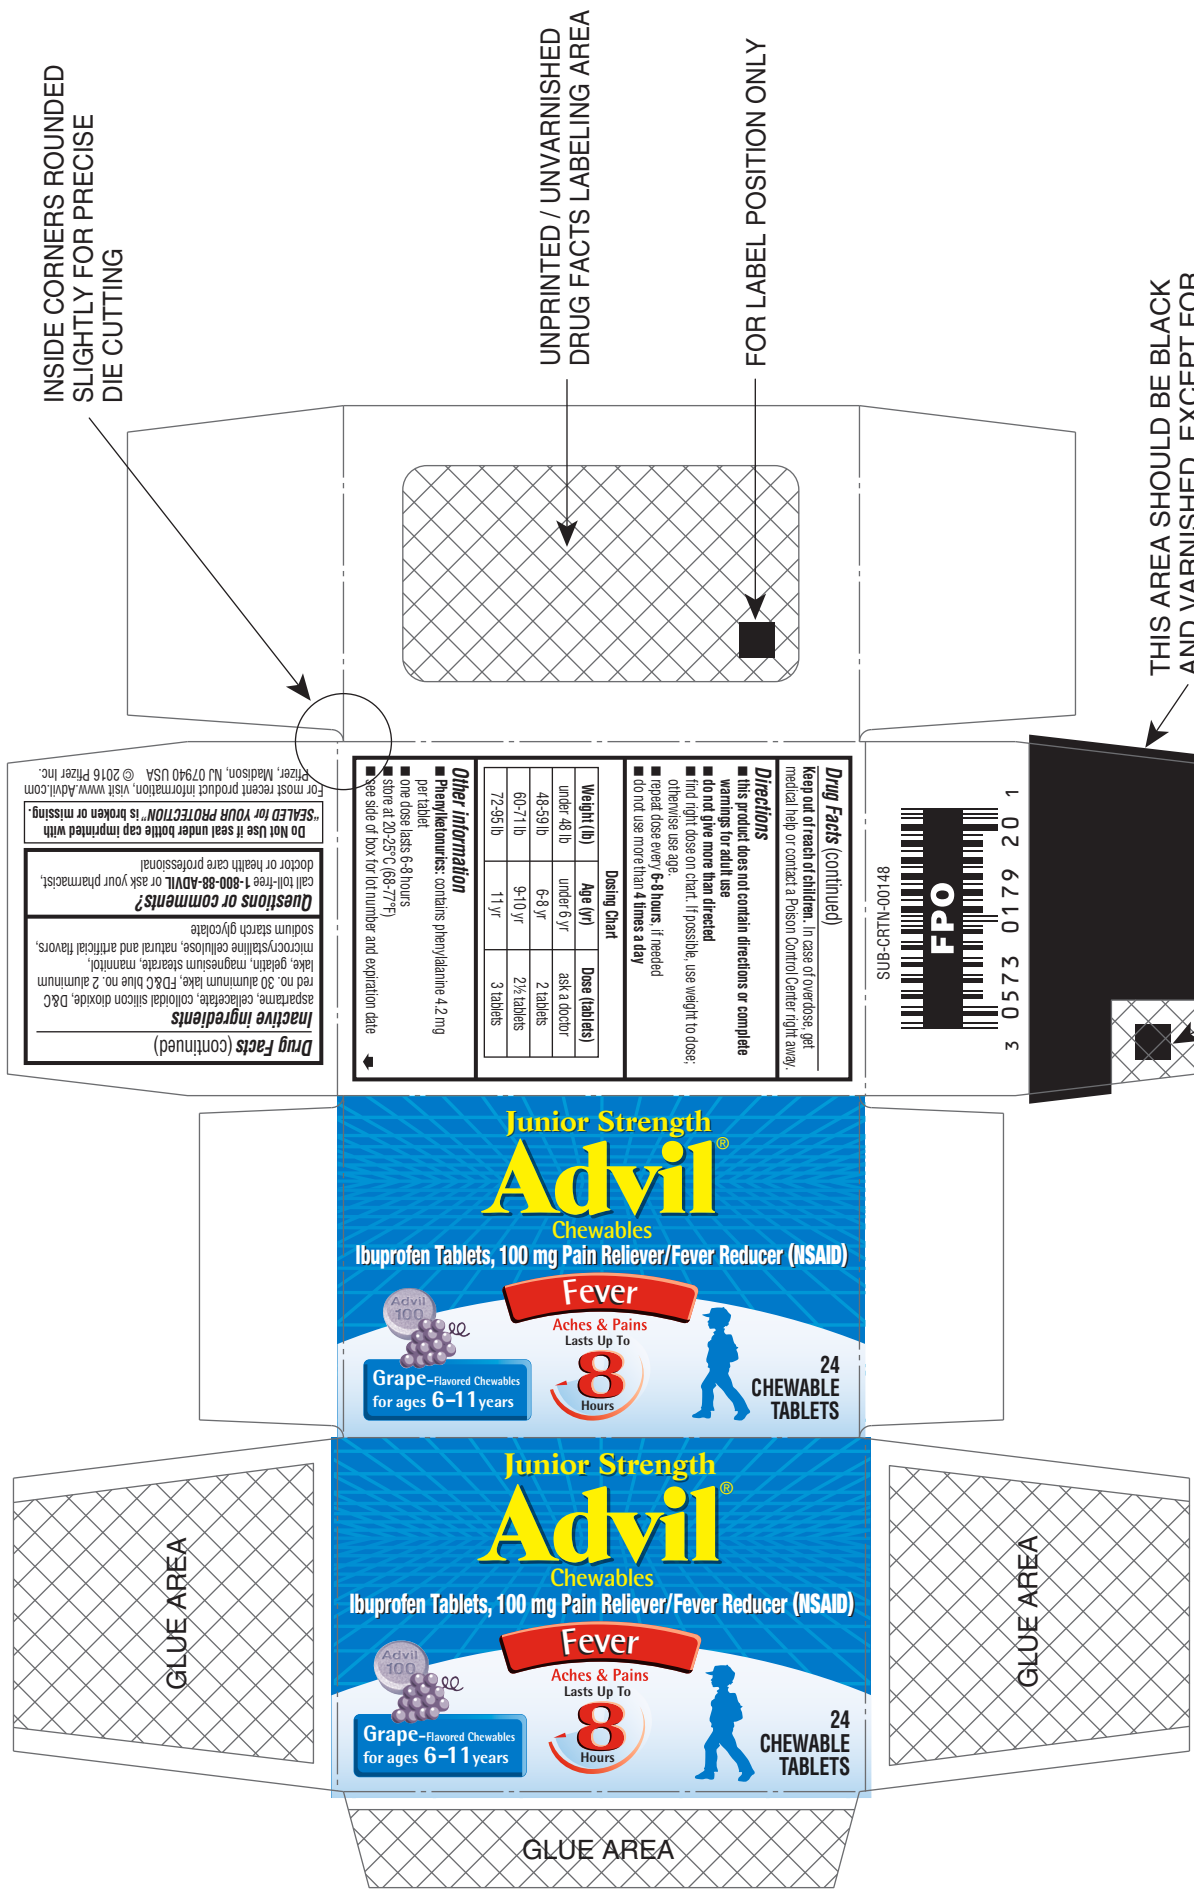 INSIDE CORNERS ROUNDED
SLIGHTLY FOR PRECISE
DIE CUTTING
UNPRINTED / UNVARNISHED
DRUG FACTS LABELING AREA
FOR LABEL POSITION ONLY
THIS AREA SHOULD BE BLACK
AND VARNISHED, EXCEPT FOR
Drug Facts (continued)
Inactive ingredients
aspartame, cellacefate, colloidal silicon dioxide, D&C
red no. 30 aluminum lake, FD&C blue no. 2 aluminum
lake, gelatin, magnesium stearate, mannitol,
microcrystalline cellulose, natural and artificial flavors,
sodium starch glycolate
Questions or comments?
call toll-free 1-800-88-ADVIL or ask your pharmacist,
doctor or health care professional
Do Not Use if seal under bottle cap imprinted with
"SEALED for YOUR PROTECTION" is broken or missing.
For most recent product information, visit www.Advil.com
Pfizer, Madison, NJ 07940 USA © 2016 Pfizer Inc.
Drug Facts (continued)
Keep out of reach of children. In case of overdose, get
medical help or contact a Poison Control Center right away.
Directions
■ this product does not contain directions or complete
warnings for adult use
■ do not give more than directed
■ find right dose on chart. If possible, use weight to dose;
otherwise use age.
■ repeat dose every 6-8 hours, if needed
■ do not use more than 4 times a day
Dosing Chart
Weight (lb) Age (yr) Dose (tablets)
under 48 lb under 6 yr ask a doctor
48-59 lb 6-8 yr 2 tablets
60-71 lb 9-10 yr 2½ tablets
72-95 lb 11 yr 3 tablets
Other information
■ Phenylketonurics: contains phenylalanine 4.2 mg
per tablet
■ one dose lasts 6-8 hours
■ store at 20-25°C (68-77°F)
■ see side of box for lot number and expiration date
SUB-CRTN-00148
FPO
3 0573 0179 20 1
Junior Strength
Advil®
Chewables
Ibuprofen Tablets, 100 mg Pain Reliever/Fever Reducer (NSAID)
Fever
Aches & Pains
Lasts Up To
8
Hours
Advil
100
Grape-Flavored Chewables
for ages 6-11 years
24
CHEWABLE
TABLETS
Junior Strength
Advil®
Chewables
Ibuprofen Tablets, 100 mg Pain Reliever/Fever Reducer (NSAID)
Fever
Aches & Pains
Lasts Up To
8
Hours
Advil
100
Grape-Flavored Chewables
for ages 6-11 years
24
CHEWABLE
TABLETS
GLUE AREA
GLUE AREA
GLUE AREA